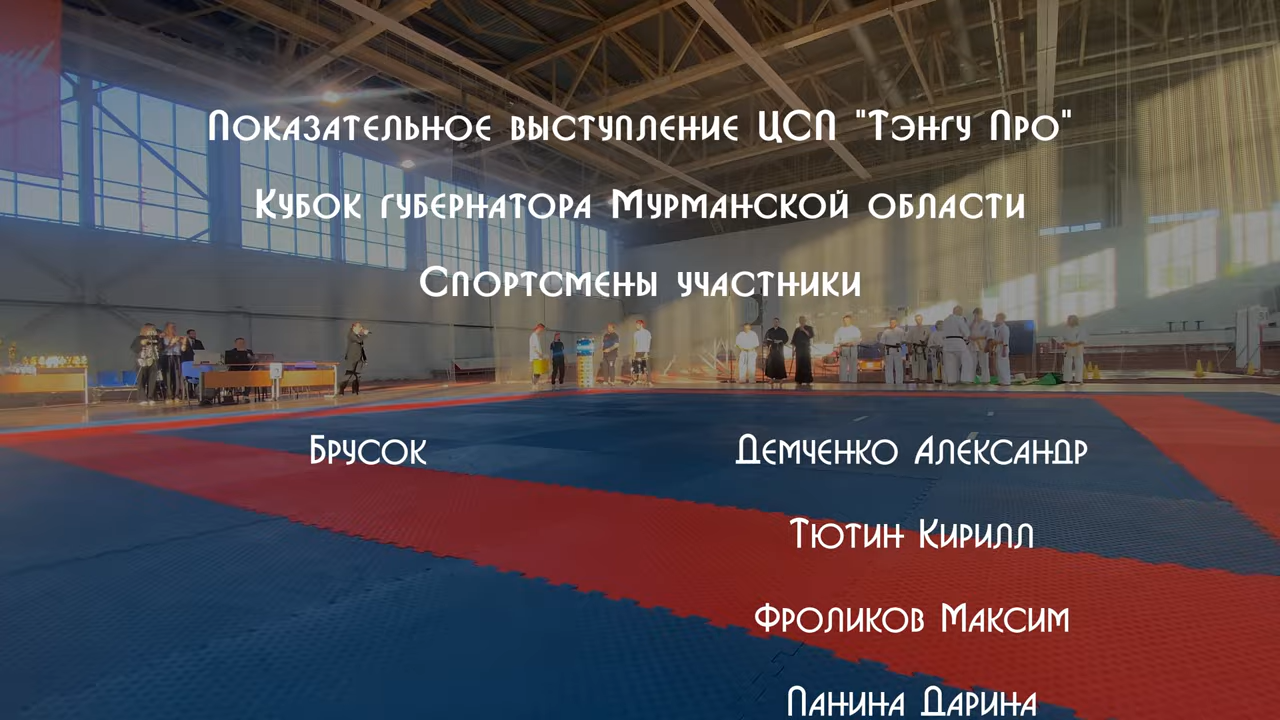 Показательное выступление ЦСП "Тэнгу Про"
Кубок губернатора Мурманской области
Спортсмены участники
Брусок Демченко Александр
Тютин Кирилл
Фроликов Максим
Панина Дарина